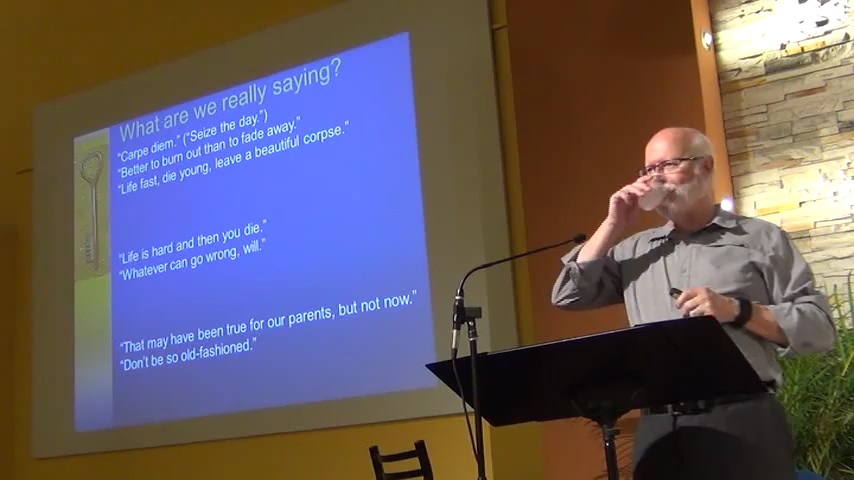 What are we really saying?
“Carpe diem.” (“Seize the day.”)
“Better to burn out than to fade away.”
“Life fast, die young, leave a beautiful corpse.”
“Life is hard and then you die.”
“Whatever can go wrong, will.”
“That may have been true for our parents, but not now.”
“Don’t be so old-fashioned.”